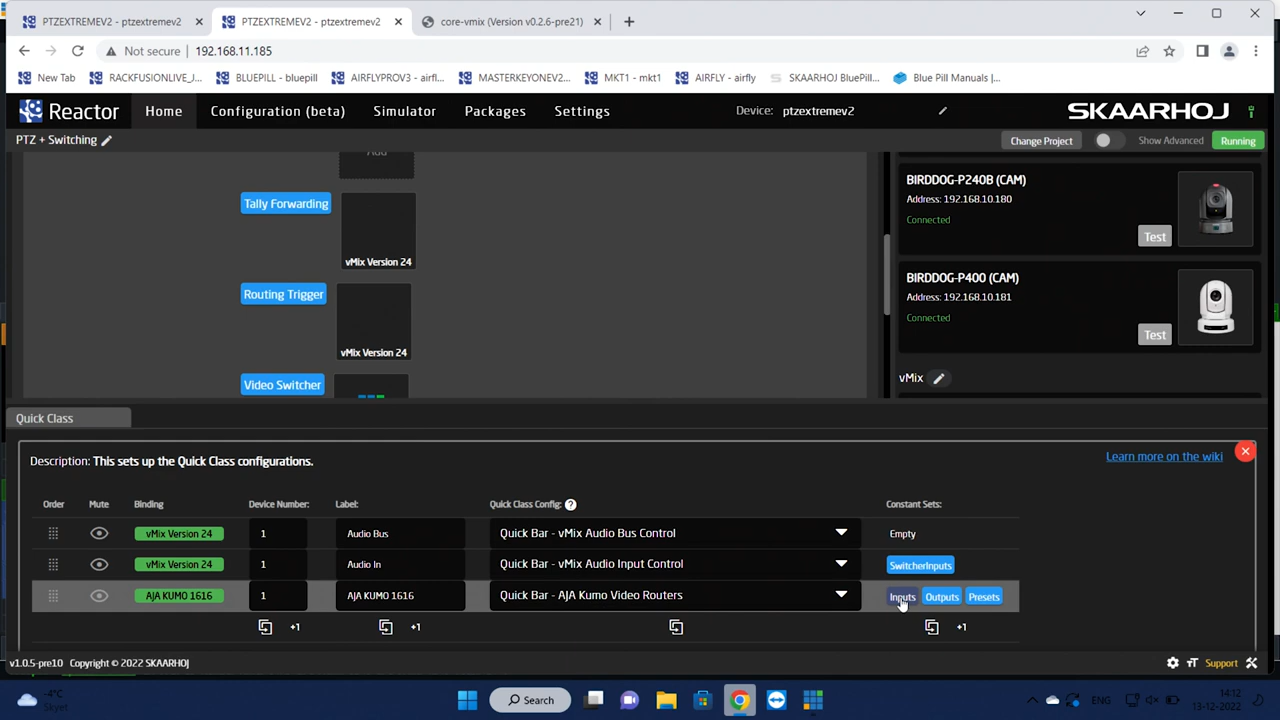 PTZEXTREMEV2 - ptzextremev2
PTZEXTREMEV2 - ptzextremev2
core-vmix (Version v0.2.6-pre21)
Not secure 192.168.11.185
New Tab
RACKFUSIONLIVE_J...
BLUEPILL - bluepill
AIRFLYPROV3 - airfl...
MASTERKEYONEV2...
MKT1 - mkt1
AIRFLY - airfly
SKAARHOJ BluePill...
Blue Pill Manuals |...
Reactor
Home
Configuration (beta)
Simulator
Packages
Settings
Device: ptzextremev2
SKAARHOJ
PTZ + Switching
Change Project
Show Advanced
Running
Add
Tally Forwarding
vMix Version 24
Routing Trigger
vMix Version 24
Video Switcher
BIRDDOG-P240B (CAM)
Address: 192.168.10.180
Connected
Test
BIRDDOG-P400 (CAM)
Address: 192.168.10.181
Connected
Test
vMix
Quick Class
Description: This sets up the Quick Class configurations.
Learn more on the wiki
Order Mute Binding Device Number: Label: Quick Class Config: ? Constant Sets:
vMix Version 24 1 Audio Bus Quick Bar - vMix Audio Bus Control Empty
vMix Version 24 1 Audio In Quick Bar - vMix Audio Input Control SwitcherInputs
AJA KUMO 1616 1 AJA KUMO 1616 Quick Bar - AJA Kumo Video Routers Inputs Outputs Presets
+1 +1 +1
v1.0.5-pre10 Copyright © 2022 SKAARHOJ
Support
-4°C
Skyet
Search
ENG
14:12
13-12-2022